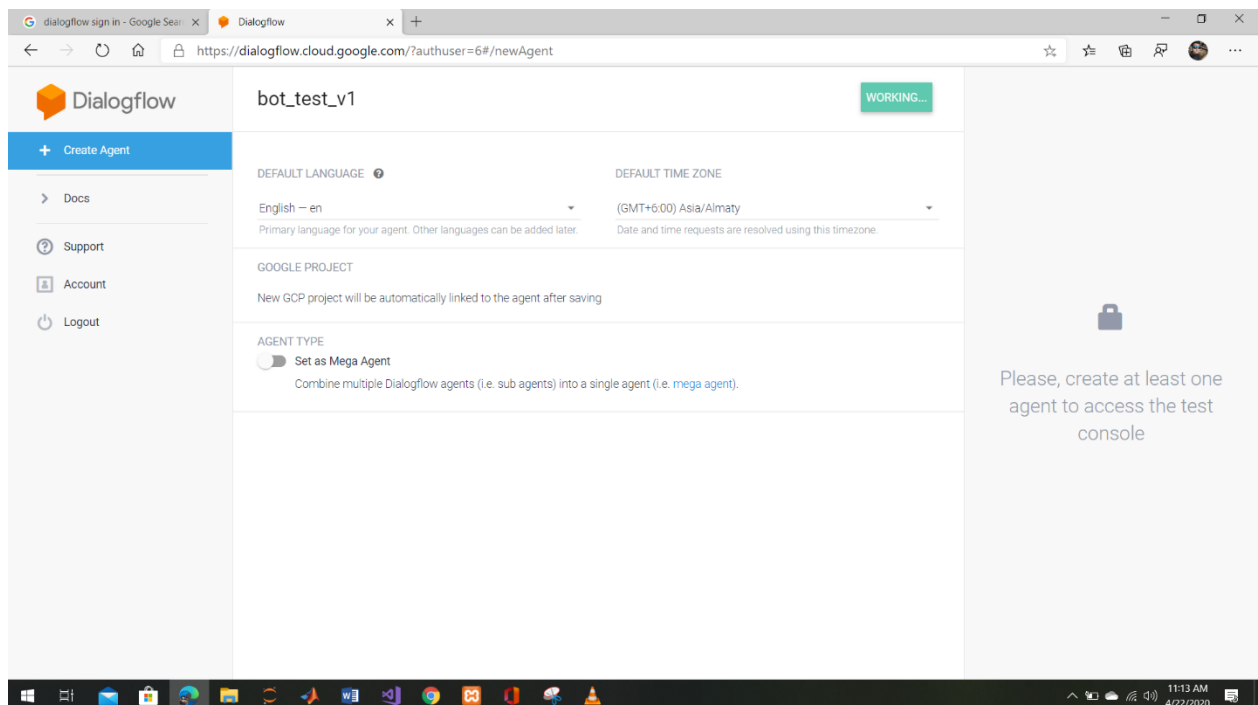 dialogflow sign in - Google Sear
Dialogflow
https://dialogflow.cloud.google.com/?authuser=6#/newAgent
Dialogflow
bot_test_v1
WORKING...
Create Agent
DEFAULT LANGUAGE
DEFAULT TIME ZONE
Docs
English — en
(GMT+6:00) Asia/Almaty
Primary language for your agent. Other languages can be added later.
Date and time requests are resolved using this timezone.
Support
GOOGLE PROJECT
Account
New GCP project will be automatically linked to the agent after saving
Logout
AGENT TYPE
Set as Mega Agent
Combine multiple Dialogflow agents (i.e. sub agents) into a single agent (i.e. mega agent).
Please, create at least one
agent to access the test
console
11:13 AM
4/22/2020